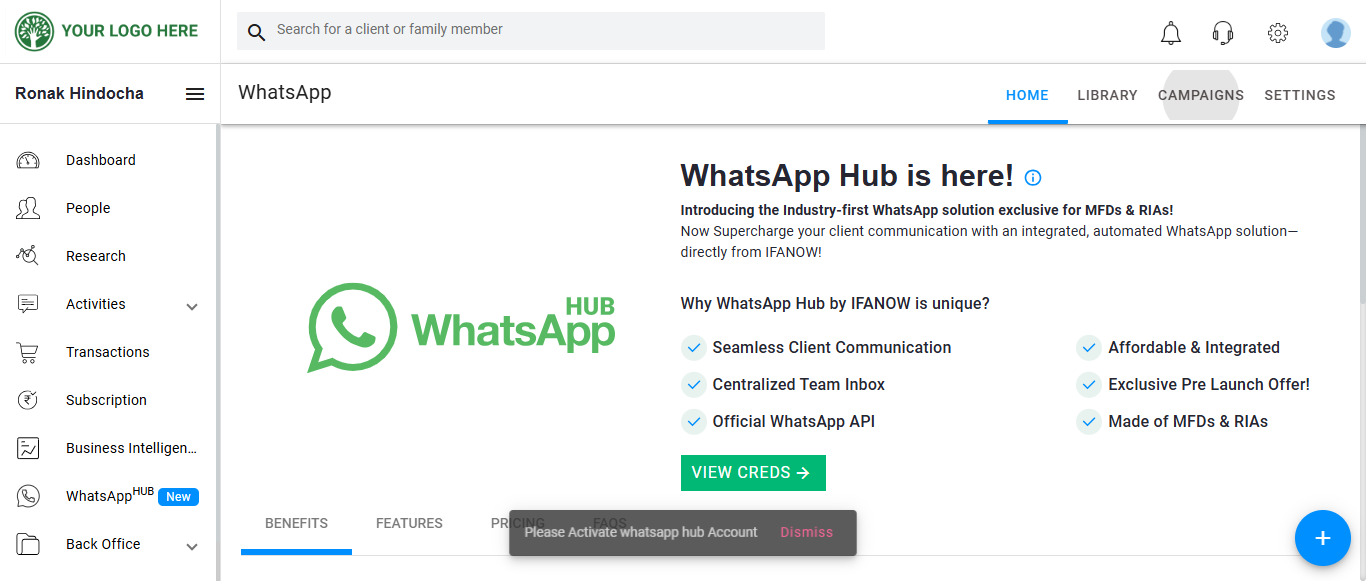 YOUR LOGO HERE
Search for a client or family member
Ronak Hindocha
WhatsApp
HOME
LIBRARY
CAMPAIGNS
SETTINGS
Dashboard
People
Research
Activities
Transactions
Subscription
Business Intelligen...
WhatsAppHUB New
Back Office
WhatsApp HUB
WhatsApp Hub is here!
Introducing the Industry-first WhatsApp solution exclusive for MFDs & RIAs!
Now Supercharge your client communication with an integrated, automated WhatsApp solution—
directly from IFANOW!
Why WhatsApp Hub by IFANOW is unique?
Seamless Client Communication
Affordable & Integrated
Centralized Team Inbox
Exclusive Pre Launch Offer!
Official WhatsApp API
Made of MFDs & RIAs
VIEW CREDS →
BENEFITS
FEATURES
PRICING
FAQS
Please Activate whatsapp hub Account
Dismiss
+